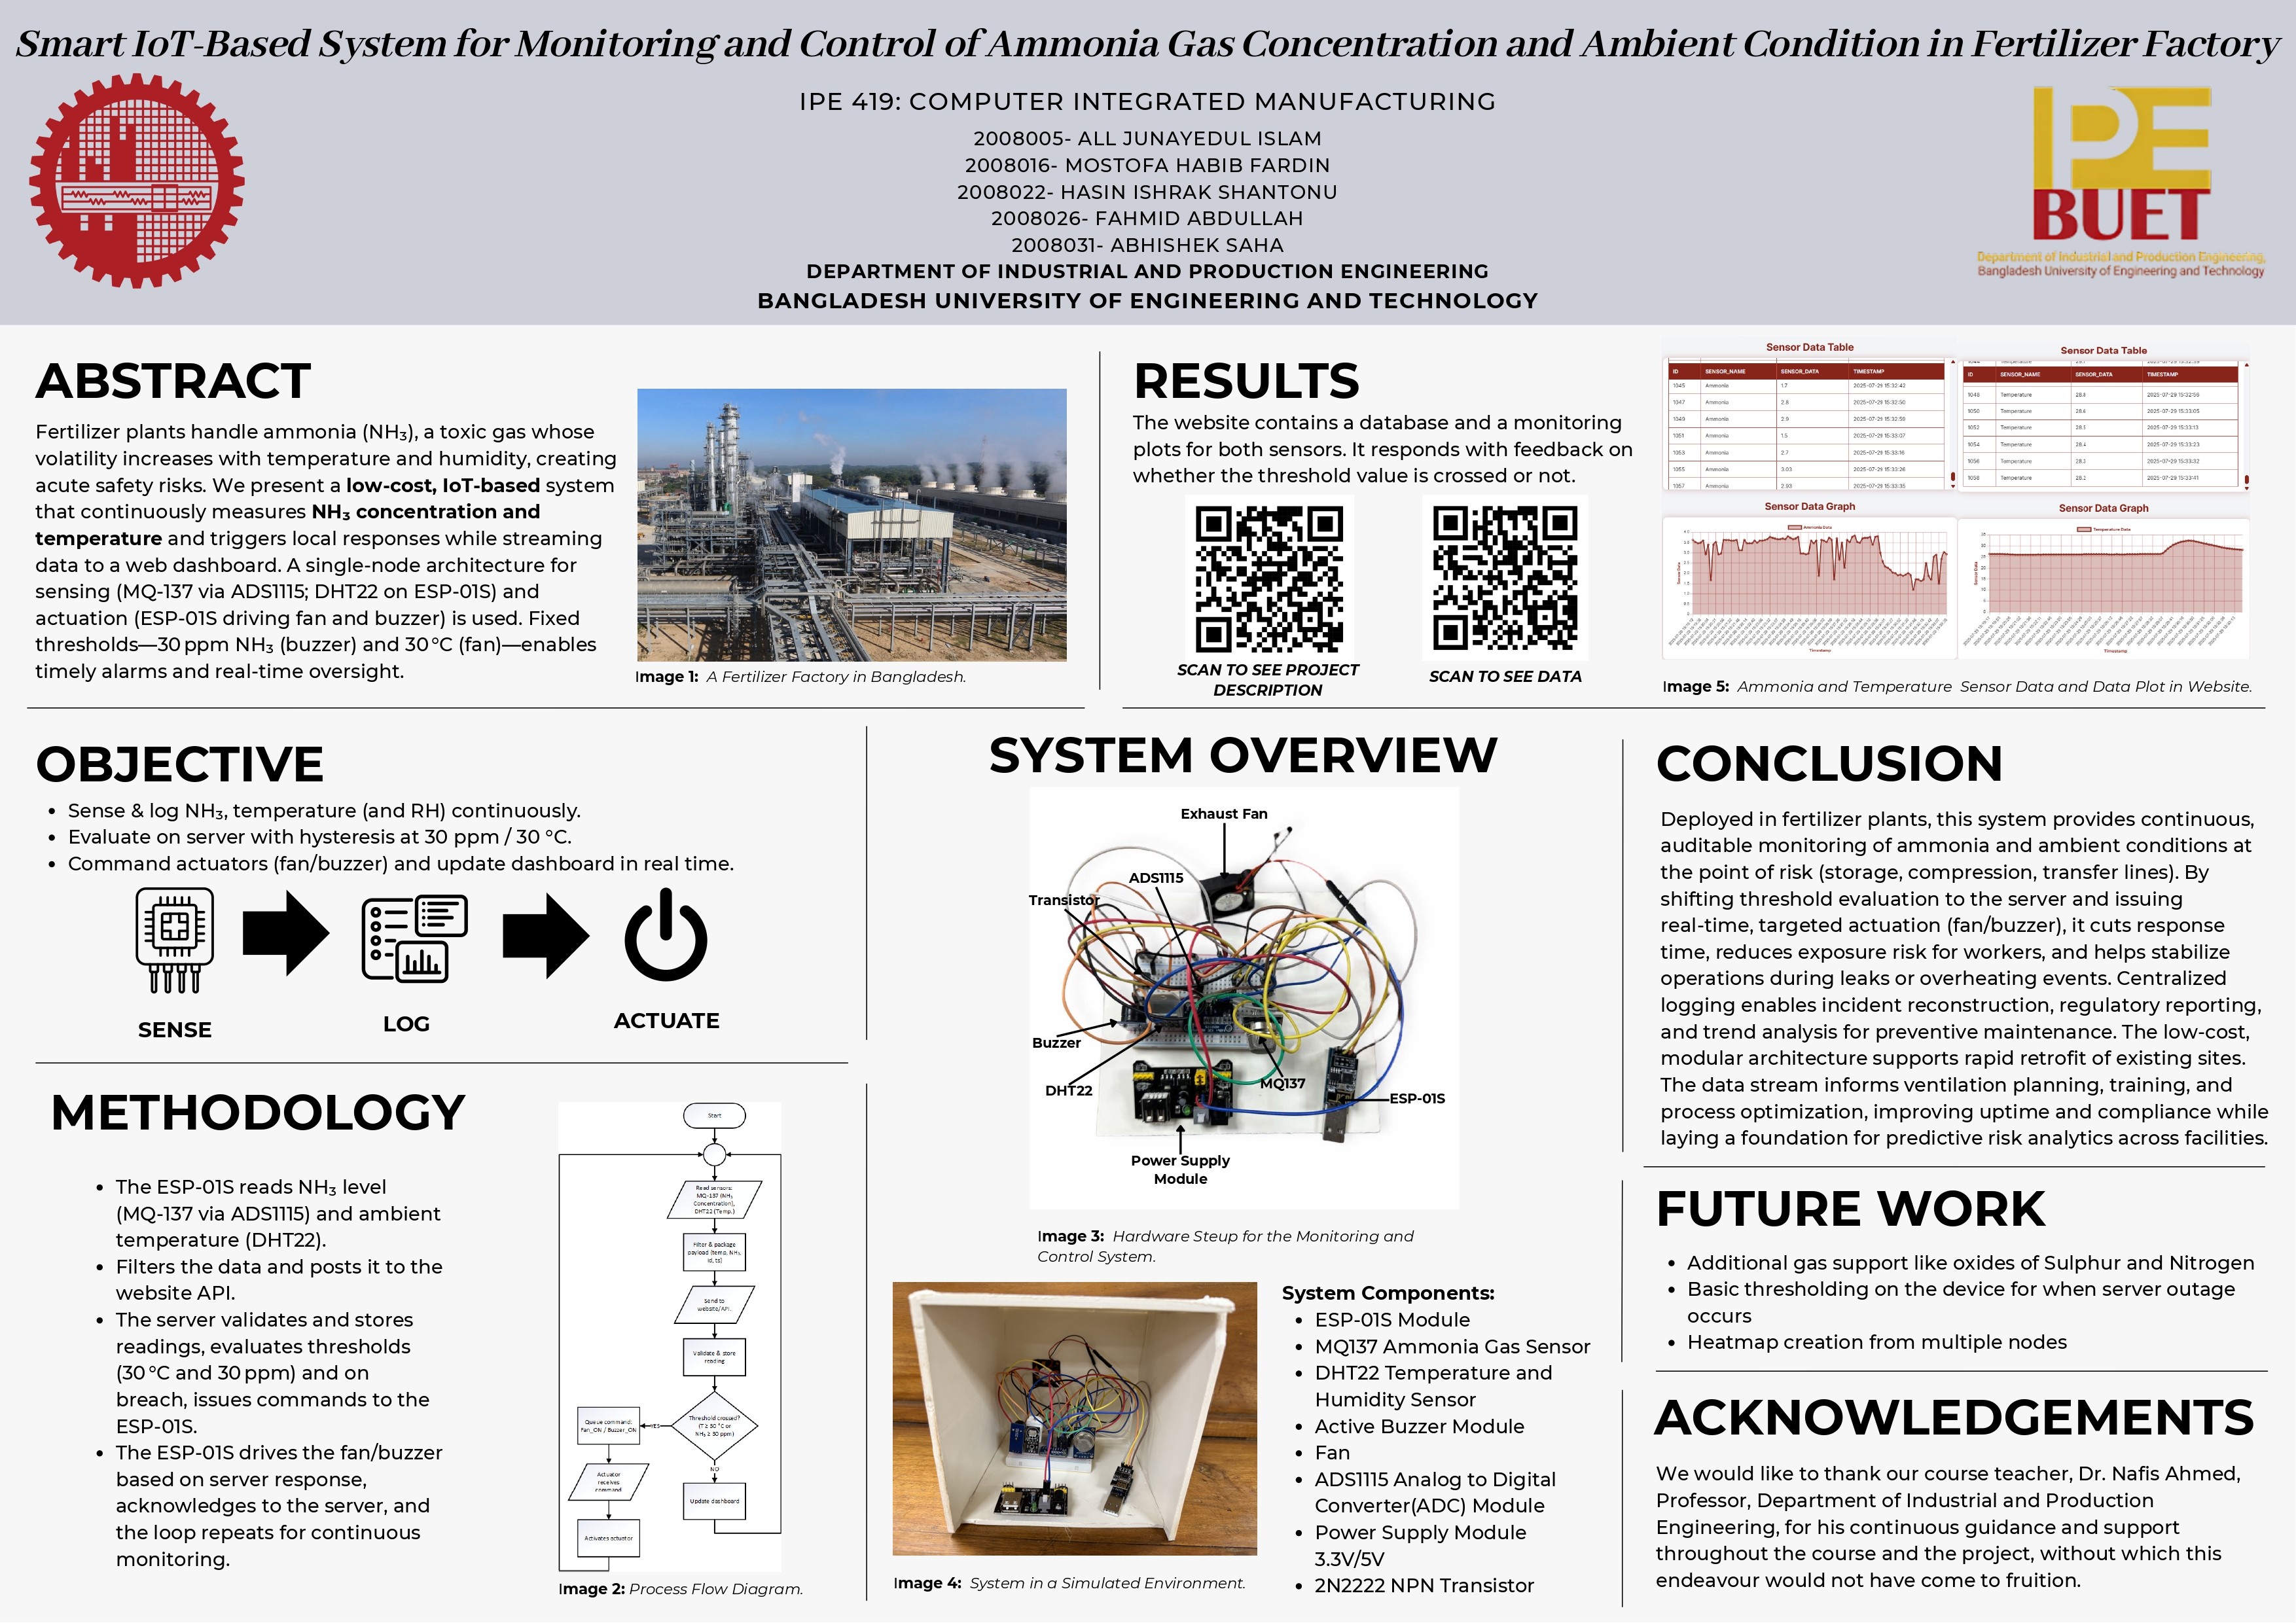 Smart IoT-Based System for Monitoring and Control of Ammonia Gas Concentration and Ambient Condition in Fertilizer Factory
IPE 419: COMPUTER INTEGRATED MANUFACTURING
2008005- ALL JUNAYEDUL ISLAM
2008016- MOSTOFA HABIB FARDIN
2008022- HASIN ISHRAK SHANTONU
2008026- FAHMID ABDULLAH
2008031- ABHISHEK SAHA
DEPARTMENT OF INDUSTRIAL AND PRODUCTION ENGINEERING
BANGLADESH UNIVERSITY OF ENGINEERING AND TECHNOLOGY
IPE
BUET
Department of Industrial and Production Engineering,
Bangladesh University of Engineering and Technology
ABSTRACT
Fertilizer plants handle ammonia (NH₃), a toxic gas whose
volatility increases with temperature and humidity, creating
acute safety risks. We present a low-cost, IoT-based system
that continuously measures NH₃ concentration and
temperature and triggers local responses while streaming
data to a web dashboard. A single-node architecture for
sensing (MQ-137 via ADS1115; DHT22 on ESP-01S) and
actuation (ESP-01S driving fan and buzzer) is used. Fixed
thresholds—30 ppm NH₃ (buzzer) and 30 °C (fan)—enables
timely alarms and real-time oversight.
Image 1: A Fertilizer Factory in Bangladesh.
RESULTS
The website contains a database and a monitoring
plots for both sensors. It responds with feedback on
whether the threshold value is crossed or not.
SCAN TO SEE PROJECT
DESCRIPTION
SCAN TO SEE DATA
Sensor Data Table
ID SENSOR_NAME SENSOR_DATA TIMESTAMP
1045 Ammonia 1.7 2025-07-29 15:32:42
1047 Ammonia 2.8 2025-07-29 15:32:50
1049 Ammonia 2.9 2025-07-29 15:32:59
1051 Ammonia 1.5 2025-07-29 15:33:07
1053 Ammonia 2.7 2025-07-29 15:33:16
1055 Ammonia 3.03 2025-07-29 15:33:26
1057 Ammonia 2.93 2025-07-29 15:33:35
Sensor Data Table
ID SENSOR_NAME SENSOR_DATA TIMESTAMP
1048 Temperature 28.8 2025-07-29 15:32:56
1050 Temperature 28.6 2025-07-29 15:33:05
1052 Temperature 28.5 2025-07-29 15:33:13
1054 Temperature 28.4 2025-07-29 15:33:23
1056 Temperature 28.3 2025-07-29 15:33:32
1058 Temperature 28.2 2025-07-29 15:33:41
Sensor Data Graph
Ammonia Data
Sensor Data
Timestamp
Sensor Data Graph
Temperature Data
Sensor Data
Timestamp
Image 5: Ammonia and Temperature Sensor Data and Data Plot in Website.
OBJECTIVE
• Sense & log NH₃, temperature (and RH) continuously.
• Evaluate on server with hysteresis at 30 ppm / 30 °C.
• Command actuators (fan/buzzer) and update dashboard in real time.
SENSE
LOG
ACTUATE
METHODOLOGY
• The ESP-01S reads NH₃ level
(MQ-137 via ADS1115) and ambient
temperature (DHT22).
• Filters the data and posts it to the
website API.
• The server validates and stores
readings, evaluates thresholds
(30 °C and 30 ppm) and on
breach, issues commands to the
ESP-01S.
• The ESP-01S drives the fan/buzzer
based on server response,
acknowledges to the server, and
the loop repeats for continuous
monitoring.
Start
Read sensors:
MQ-137 (NH₃
Concentration),
DHT22 (Temp.)
Filter & package
payload (temp, NH₃,
id, ts)
Send to
website/API.
Validate & store
reading
Threshold crossed?
(T ≥ 30 °C or
NH₃ ≥ 30 ppm)
YES
Queue command:
Fan_ON / Buzzer_ON
Actuator
receives
command
Activates actuator
NO
Update dashboard
Image 2: Process Flow Diagram.
SYSTEM OVERVIEW
Exhaust Fan
ADS1115
Transistor
Buzzer
DHT22
MQ137
ESP-01S
Power Supply
Module
Image 3: Hardware Steup for the Monitoring and
Control System.
Image 4: System in a Simulated Environment.
System Components:
• ESP-01S Module
• MQ137 Ammonia Gas Sensor
• DHT22 Temperature and
Humidity Sensor
• Active Buzzer Module
• Fan
• ADS1115 Analog to Digital
Converter(ADC) Module
• Power Supply Module
3.3V/5V
• 2N2222 NPN Transistor
CONCLUSION
Deployed in fertilizer plants, this system provides continuous,
auditable monitoring of ammonia and ambient conditions at
the point of risk (storage, compression, transfer lines). By
shifting threshold evaluation to the server and issuing
real-time, targeted actuation (fan/buzzer), it cuts response
time, reduces exposure risk for workers, and helps stabilize
operations during leaks or overheating events. Centralized
logging enables incident reconstruction, regulatory reporting,
and trend analysis for preventive maintenance. The low-cost,
modular architecture supports rapid retrofit of existing sites.
The data stream informs ventilation planning, training, and
process optimization, improving uptime and compliance while
laying a foundation for predictive risk analytics across facilities.
FUTURE WORK
• Additional gas support like oxides of Sulphur and Nitrogen
• Basic thresholding on the device for when server outage
occurs
• Heatmap creation from multiple nodes
ACKNOWLEDGEMENTS
We would like to thank our course teacher, Dr. Nafis Ahmed,
Professor, Department of Industrial and Production
Engineering, for his continuous guidance and support
throughout the course and the project, without which this
endeavour would not have come to fruition.